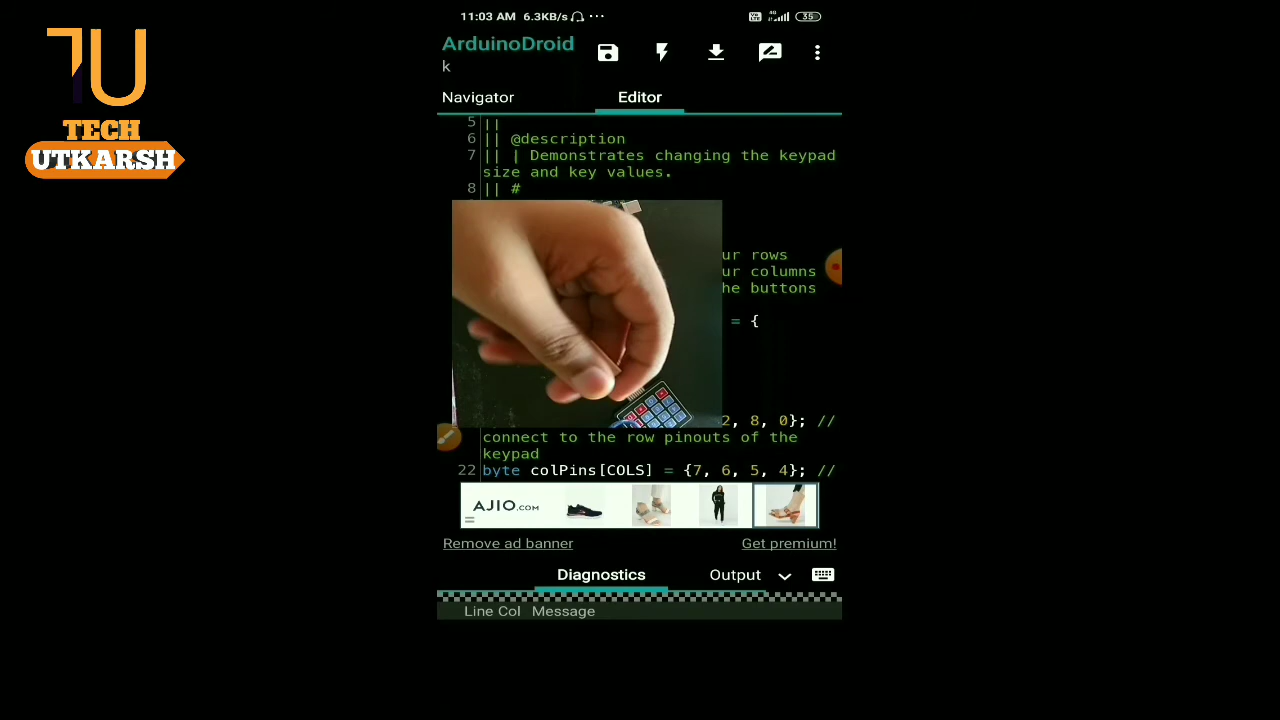 11:03 AM 6.3KB/s ... 4G 35
TU
TECH
UTKARSH
ArduinoDroid
k
Navigator Editor
5 ||
6 || @description
7 || | Demonstrates changing the keypad
size and key values.
8 || #
ur rows
ur columns
he buttons
= {
2, 8, 0}; //
connect to the row pinouts of the
keypad
22 byte colPins[COLS] = {7, 6, 5, 4}; //
AJIO.COM
Remove ad banner Get premium!
Diagnostics Output
Line Col Message